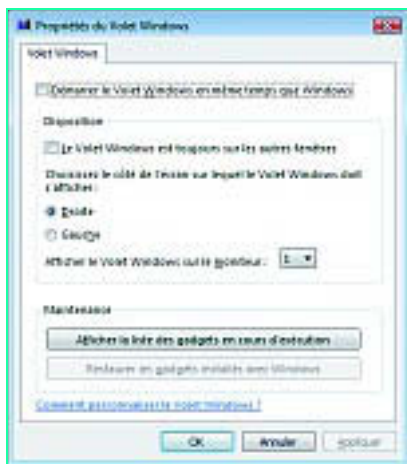 Propriétés du Volet Windows
Volet Windows
Démarrer le Volet Windows en même temps que Windows
Disposition
Le Volet Windows est toujours sur les autres fenêtres
Choisissez le côté de l'écran sur lequel le Volet Windows doit
s'afficher :
Droite
Gauche
Afficher le Volet Windows sur le moniteur : 1
Maintenance
Afficher la liste des gadgets en cours d'exécution
Restaurer les gadgets installés avec Windows
Comment personnaliser le Volet Windows ?
OK Annuler Appliquer